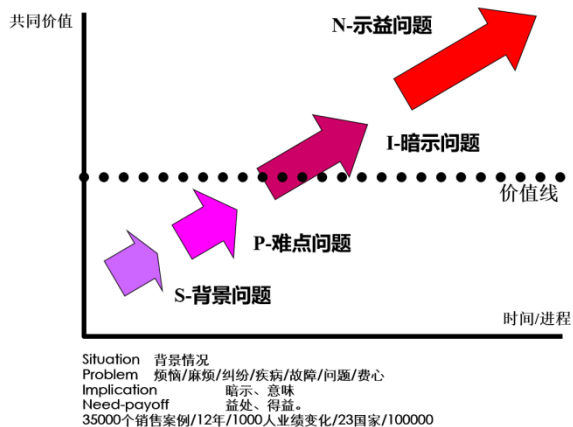 共同价值
N-示益问题
I-暗示问题
价值线
P-难点问题
S-背景问题
时间/进程
Situation 背景情况
Problem 烦恼/麻烦/纠纷/疾病/故障/问题/费心
Implication 暗示、意味
Need-payoff 益处、得益。
35000个销售案例/12年/1000人业绩变化/23国家/100000